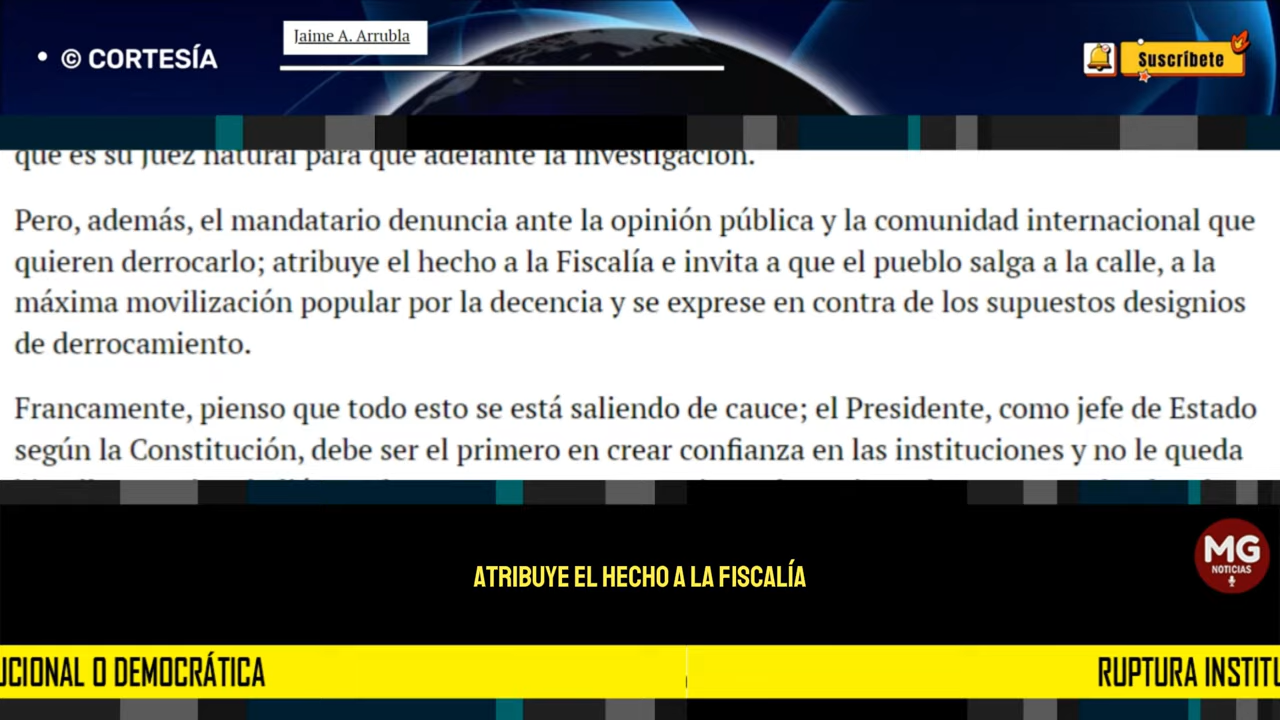 Jaime A. Arrubla
• © CORTESÍA
Suscríbete
que es su juez natural para que adelante la investigación.
Pero, además, el mandatario denuncia ante la opinión pública y la comunidad internacional que
quieren derrocarlo; atribuye el hecho a la Fiscalía e invita a que el pueblo salga a la calle, a la
máxima movilización popular por la decencia y se exprese en contra de los supuestos designios
de derrocamiento.
Francamente, pienso que todo esto se está saliendo de cauce; el Presidente, como jefe de Estado
según la Constitución, debe ser el primero en crear confianza en las instituciones y no le queda
MG
NOTICIAS
ATRIBUYE EL HECHO A LA FISCALÍA
UCIONAL O DEMOCRÁTICA
RUPTURA INSTITU